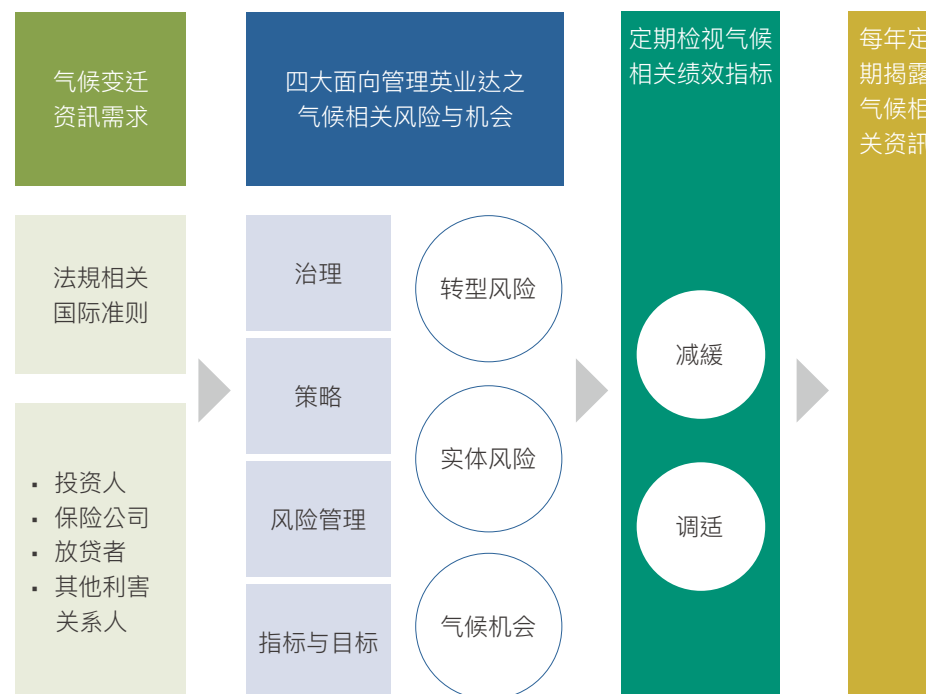 气候变迁
资訊需求
法規相关
国际准则
▪ 投资人
▪ 保险公司
▪ 放贷者
▪ 其他利害
关系人
四大面向管理英业达之
气候相关风险与机会
治理
策略
风险管理
指标与目标
转型风险
实体风险
气候机会
定期检视气候
相关绩效指标
减緩
调适
每年定
期揭露
气候相
关资訊